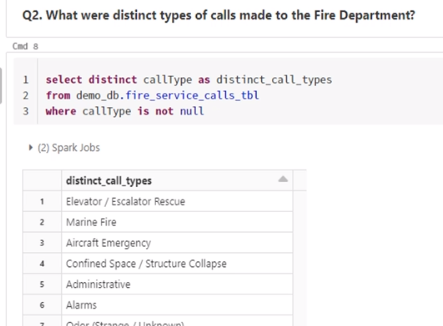 Q2. What were distinct types of calls made to the Fire Department?
Cmd 8
1 select distinct callType as distinct_call_types
2 from demo_db.fire_service_calls_tbl
3 where callType is not null
(2) Spark Jobs
distinct_call_types
1 Elevator / Escalator Rescue
2 Marine Fire
3 Aircraft Emergency
4 Confined Space / Structure Collapse
5 Administrative
6 Alarms
7 Odor (Strange / Unknown)